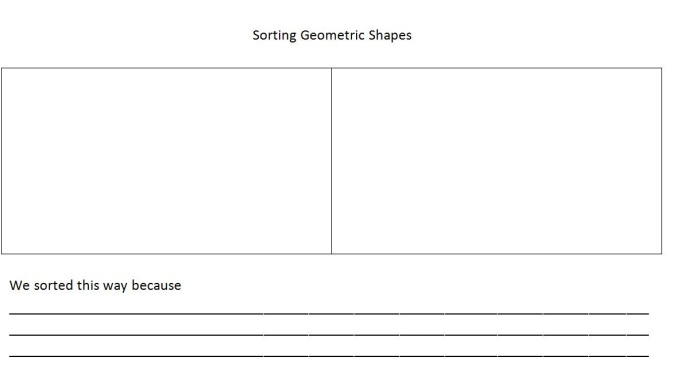 Sorting Geometric Shapes
We sorted this way because